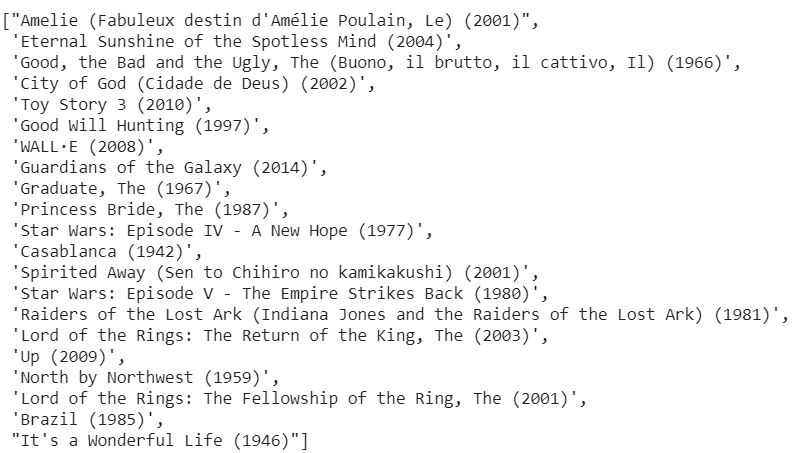 ["Amelie (Fabuleux destin d'Amélie Poulain, Le) (2001)",
'Eternal Sunshine of the Spotless Mind (2004)',
'Good, the Bad and the Ugly, The (Buono, il brutto, il cattivo, Il) (1966)',
'City of God (Cidade de Deus) (2002)',
'Toy Story 3 (2010)',
'Good Will Hunting (1997)',
'WALL·E (2008)',
'Guardians of the Galaxy (2014)',
'Graduate, The (1967)',
'Princess Bride, The (1987)',
'Star Wars: Episode IV - A New Hope (1977)',
'Casablanca (1942)',
'Spirited Away (Sen to Chihiro no kamikakushi) (2001)',
'Star Wars: Episode V - The Empire Strikes Back (1980)',
'Raiders of the Lost Ark (Indiana Jones and the Raiders of the Lost Ark) (1981)',
'Lord of the Rings: The Return of the King, The (2003)',
'Up (2009)',
'North by Northwest (1959)',
'Lord of the Rings: The Fellowship of the Ring, The (2001)',
'Brazil (1985)',
"It's a Wonderful Life (1946)"]